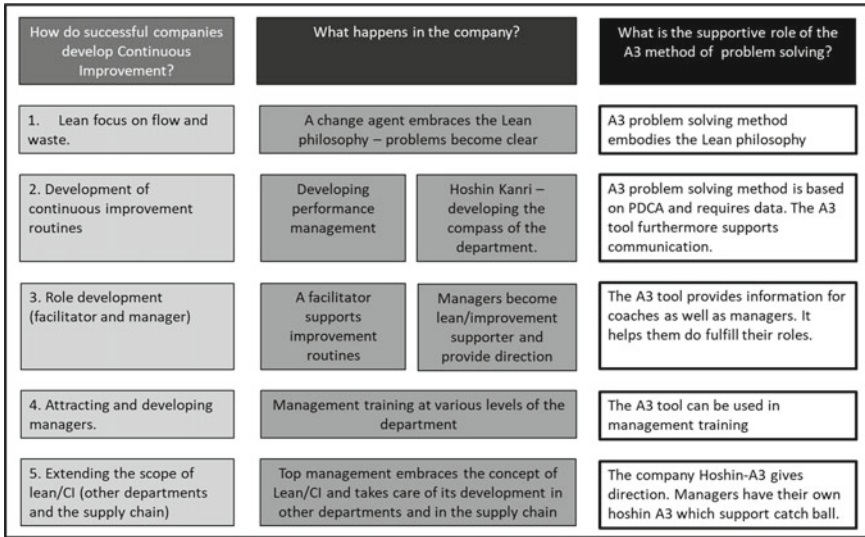 How do successful companies
develop Continuous
Improvement?
What happens in the company?
What is the supportive role of the
A3 method of problem solving?
1. Lean focus on flow and
waste.
A change agent embraces the Lean
philosophy – problems become clear
A3 problem solving method
embodies the Lean philosophy
2. Development of
continuous improvement
routines
Developing
performance
management
Hoshin Kanri –
developing the
compass of the
department.
A3 problem solving method is based
on PDCA and requires data. The A3
tool furthermore supports
communication.
3. Role development
(facilitator and manager)
A facilitator
supports
improvement
routines
Managers become
lean/improvement
supporter and
provide direction
The A3 tool provides information for
coaches as well as managers. It
helps them do fulfill their roles.
4. Attracting and developing
managers.
Management training at various levels of the
department
The A3 tool can be used in
management training
5. Extending the scope of
lean/CI (other departments
and the supply chain)
Top management embraces the concept of
Lean/CI and takes care of its development in
other departments and in the supply chain
The company Hoshin-A3 gives
direction. Managers have their own
hoshin A3 which support catch ball.